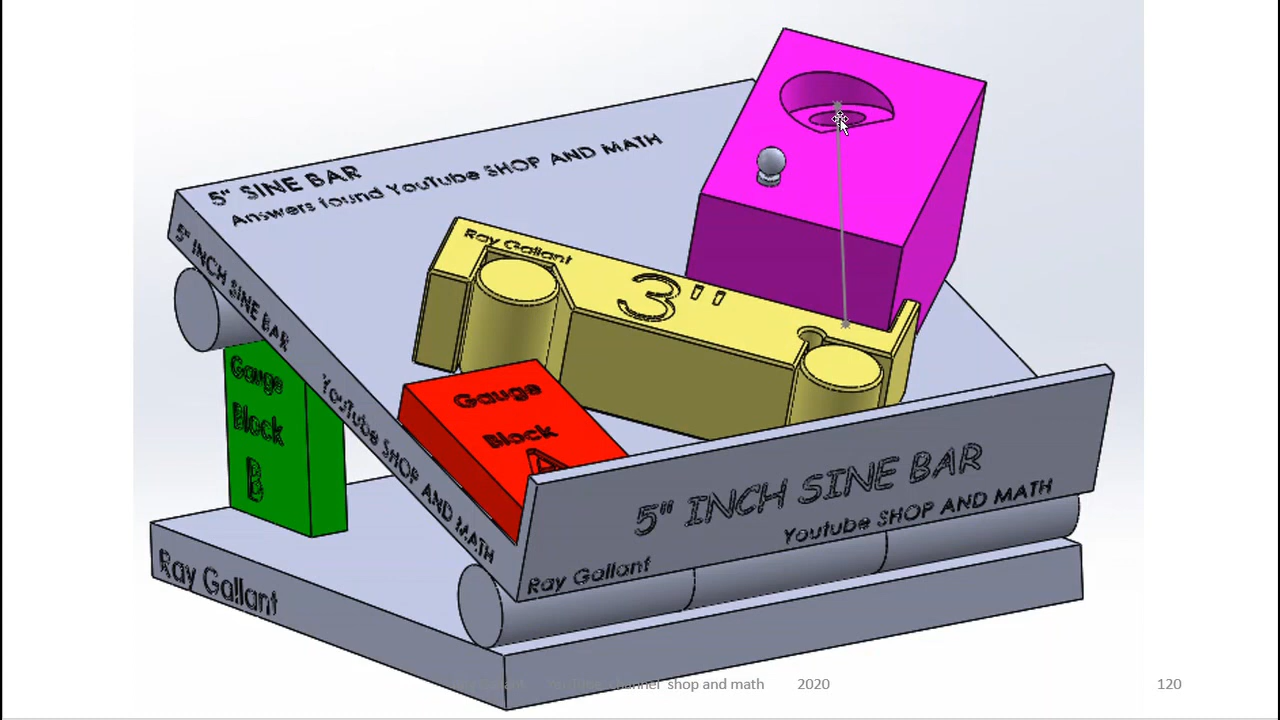 5" SINE BAR
Answers found YouTube SHOP AND MATH
5" INCH SINE BAR YouTube SHOP AND MATH
Ray Gallant
3"
Gauge
Block
A
Gauge
Block
B
5" INCH SINE BAR
Youtube SHOP AND MATH
Ray Gallant
Ray Gallant
channel shop and math 2020
120